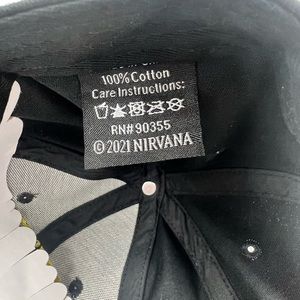 100% Cotton
Care Instructions:
RN# 90355
© 2021 NIRVANA